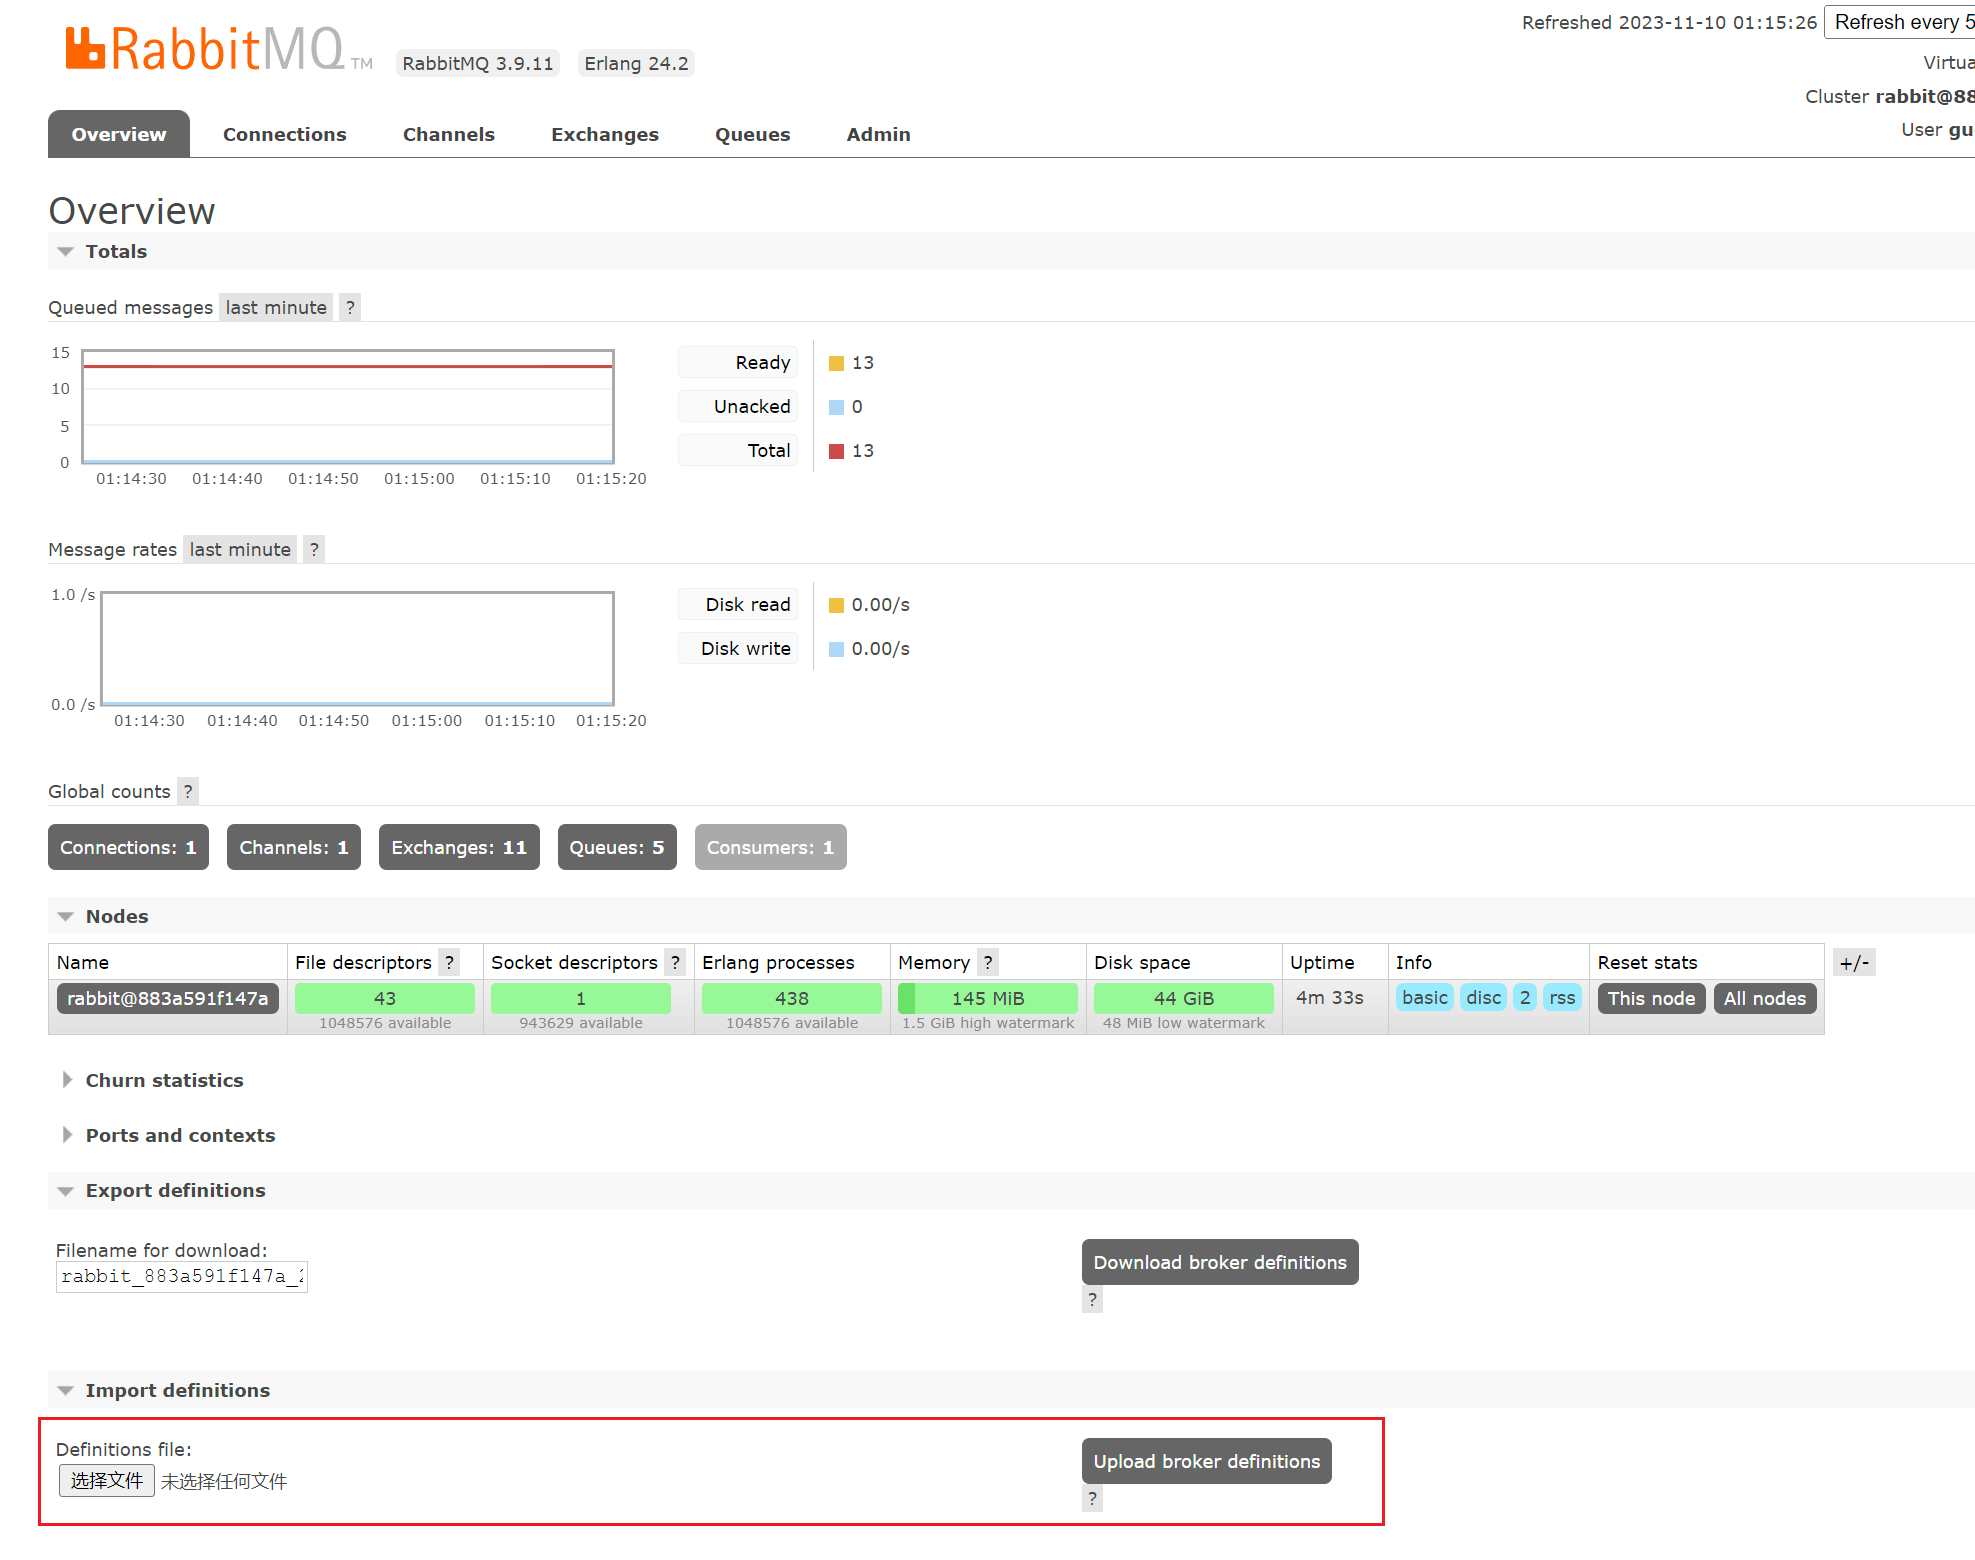 Refreshed 2023-11-10 01:15:26 Refresh every 5
RabbitMQ TM RabbitMQ 3.9.11 Erlang 24.2
Virtua
Cluster rabbit@88
User gu
Overview Connections Channels Exchanges Queues Admin
Overview
Totals
Queued messages last minute ?
15
10
5
0
01:14:30 01:14:40 01:14:50 01:15:00 01:15:10 01:15:20
Ready 13
Unacked 0
Total 13
Message rates last minute ?
1.0 /s
0.0 /s
01:14:30 01:14:40 01:14:50 01:15:00 01:15:10 01:15:20
Disk read 0.00/s
Disk write 0.00/s
Global counts ?
Connections: 1 Channels: 1 Exchanges: 11 Queues: 5 Consumers: 1
Nodes
Name File descriptors ? Socket descriptors ? Erlang processes Memory ? Disk space Uptime Info Reset stats +/-
rabbit@883a591f147a 43 1 438 145 MiB 44 GiB 4m 33s basic disc 2 rss This node All nodes
1048576 available 943629 available 1048576 available 1.5 GiB high watermark 48 MiB low watermark
Churn statistics
Ports and contexts
Export definitions
Filename for download:
rabbit_883a591f147a_2
Download broker definitions
?
Import definitions
Definitions file:
选择文件 未选择任何文件
Upload broker definitions
?